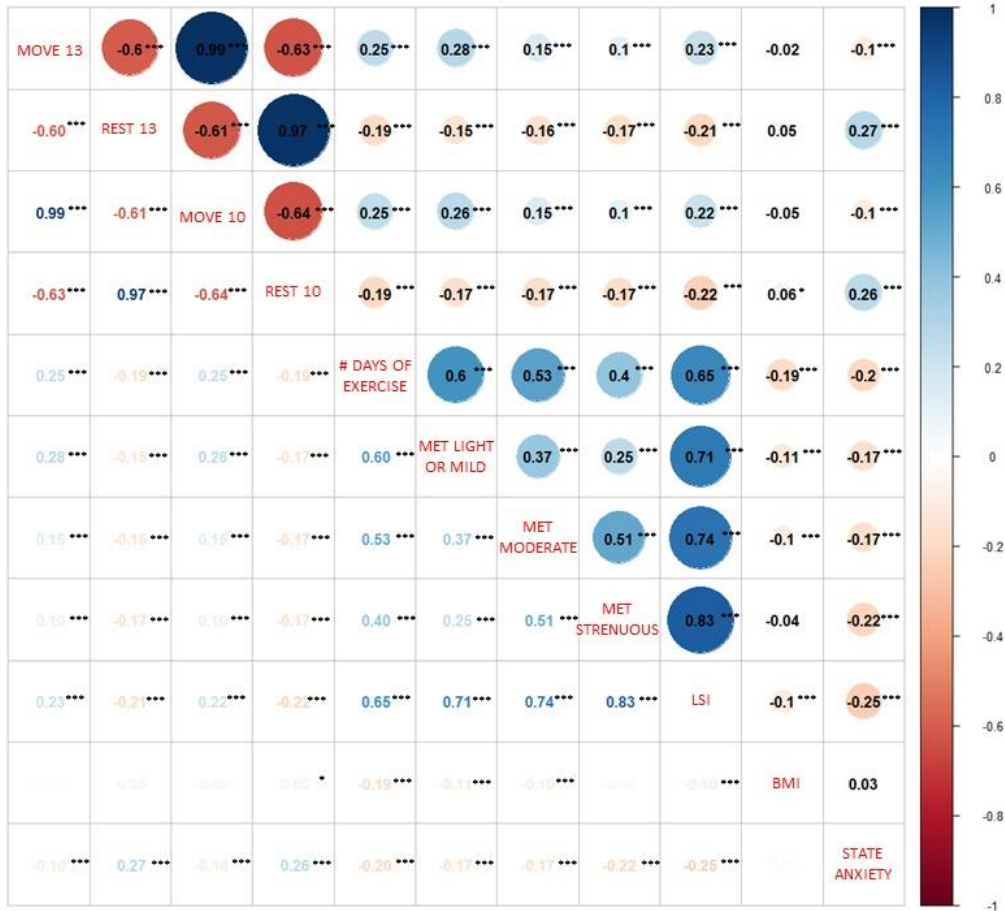 MOVE 13 -0.6*** 0.99*** -0.63*** 0.25*** 0.28*** 0.15*** 0.1*** 0.23*** -0.02 -0.1***
-0.60*** REST 13 -0.61*** 0.97*** -0.19*** -0.15*** -0.16*** -0.17*** -0.21*** 0.05 0.27***
0.99*** -0.61*** MOVE 10 -0.64*** 0.25*** 0.26*** 0.15*** 0.1*** 0.22*** -0.05 -0.1***
-0.63*** 0.97*** -0.64*** REST 10 -0.19*** -0.17*** -0.17*** -0.17*** -0.22*** 0.06* 0.26***
0.25*** -0.19*** 0.25*** -0.19*** # DAYS OF
EXERCISE 0.6*** 0.53*** 0.4*** 0.65*** -0.19*** -0.2***
0.28*** -0.15*** 0.26*** -0.17*** 0.60*** MET LIGHT
OR MILD 0.37*** 0.25*** 0.71*** -0.11*** -0.17***
0.15*** -0.16*** 0.15*** -0.17*** 0.53*** 0.37*** MET
MODERATE 0.51*** 0.74*** -0.1*** -0.17***
0.10*** -0.17*** 0.10*** -0.17*** 0.40*** 0.25*** 0.51*** MET
STRENUOUS 0.83*** -0.04 -0.22***
0.23*** -0.21*** 0.22*** -0.22*** 0.65*** 0.71*** 0.74*** 0.83*** LSI -0.1*** -0.25***
0.05 0.06* -0.19*** -0.11*** -0.10*** -0.10*** BMI 0.03
-0.10*** 0.27*** -0.10*** 0.26*** -0.20*** -0.17*** -0.17*** -0.22*** -0.25*** STATE
ANXIETY
1
0.8
0.6
0.4
0.2
0
-0.2
-0.4
-0.6
-0.8
-1